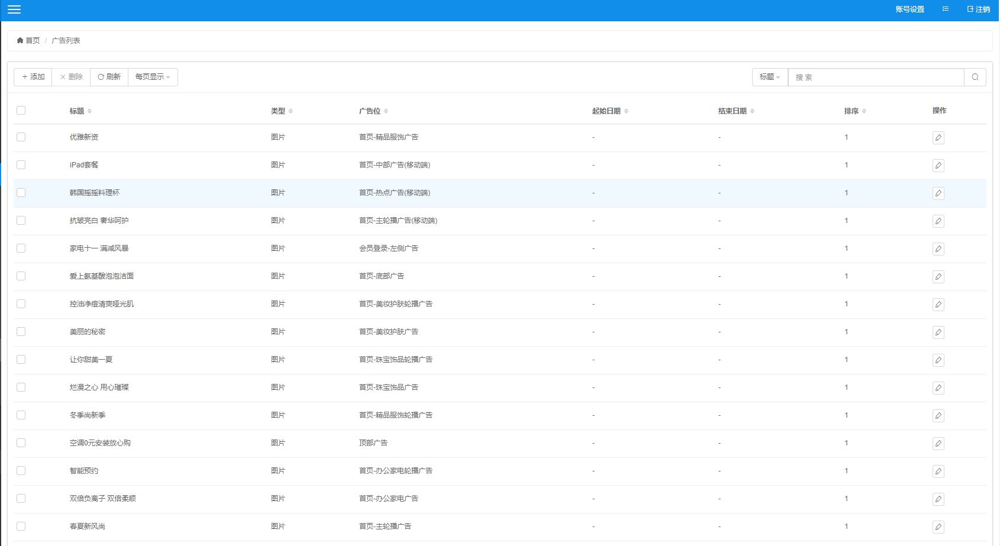 账号设置 注销
首页 / 广告列表
添加 删除 刷新 每页显示 标题 搜 索
标题 类型 广告位 起始日期 结束日期 排序 操作
优雅新资 图片 首页-精品服饰广告 - - 1
iPad套餐 图片 首页-中部广告(移动端) - - 1
韩国摇摇料理杯 图片 首页-热点广告(移动端) - - 1
抗皱亮白 奢华呵护 图片 首页-主轮播广告(移动端) - - 1
家电十一 满减风暴 图片 会员登录-左侧广告 - - 1
爱上氨基酸泡泡洁面 图片 首页-底部广告 - - 1
控油净痘清爽哑光肌 图片 首页-美妆护肤轮播广告 - - 1
美丽的秘密 图片 首页-美妆护肤广告 - - 1
让你甜美一夏 图片 首页-珠宝饰品轮播广告 - - 1
烂漫之心 用心璀璨 图片 首页-珠宝饰品广告 - - 1
冬季尚新季 图片 首页-精品服饰轮播广告 - - 1
空调0元安装放心购 图片 顶部广告 - - 1
智能预约 图片 首页-办公家电轮播广告 - - 1
双倍负离子 双倍柔顺 图片 首页-办公家电广告 - - 1
春夏新风尚 图片 首页-主轮播广告 - - 1